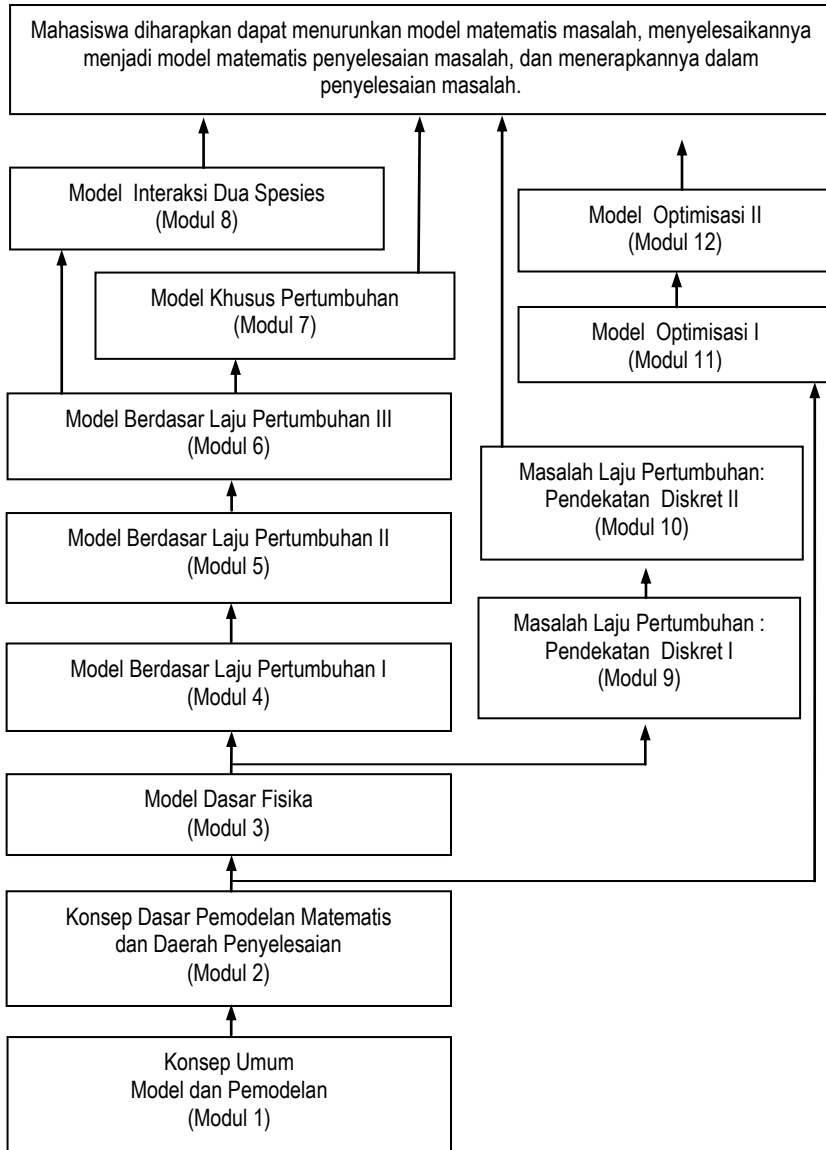 Mahasiswa diharapkan dapat menurunkan model matematis masalah, menyelesaikannya
menjadi model matematis penyelesaian masalah, dan menerapkannya dalam
penyelesaian masalah.
Model Interaksi Dua Spesies
(Modul 8)
Model Optimisasi II
(Modul 12)
Model Khusus Pertumbuhan
(Modul 7)
Model Optimisasi I
(Modul 11)
Model Berdasar Laju Pertumbuhan III
(Modul 6)
Masalah Laju Pertumbuhan:
Pendekatan Diskret II
(Modul 10)
Model Berdasar Laju Pertumbuhan II
(Modul 5)
Masalah Laju Pertumbuhan :
Pendekatan Diskret I
(Modul 9)
Model Berdasar Laju Pertumbuhan I
(Modul 4)
Model Dasar Fisika
(Modul 3)
Konsep Dasar Pemodelan Matematis
dan Daerah Penyelesaian
(Modul 2)
Konsep Umum
Model dan Pemodelan
(Modul 1)